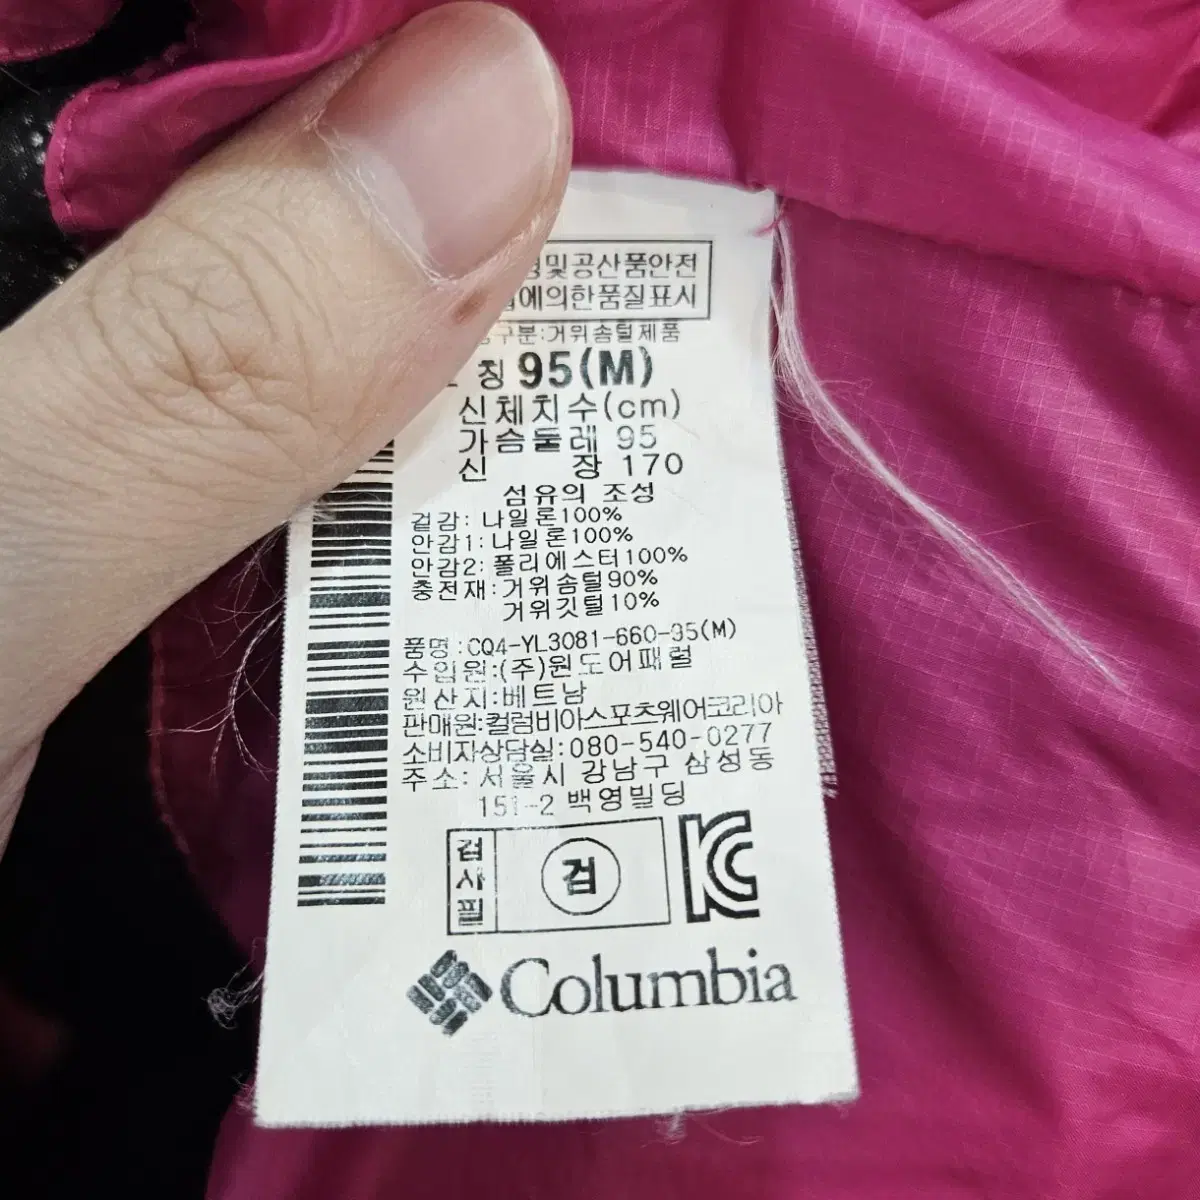 및공산품안전
에의한품질표시
구분:거위솜털제품
칭 95(M)
신체치수(cm)
가슴둘레 95
신 장 170
섬유의 조성
겉감: 나일론100%
안감1: 나일론100%
안감2: 폴리에스터100%
충전재: 거위솜털90%
거위깃털10%
품명:CQ4-YL3081-660-95(M)
수입원:(주)윈도어패럴
원산지:베트남
판매원:컬럼비아스포츠웨어코리아
소비자상담실:080-540-0277
주소: 서울시 강남구 삼성동
151-2 백영빌딩
검사필 검
Columbia